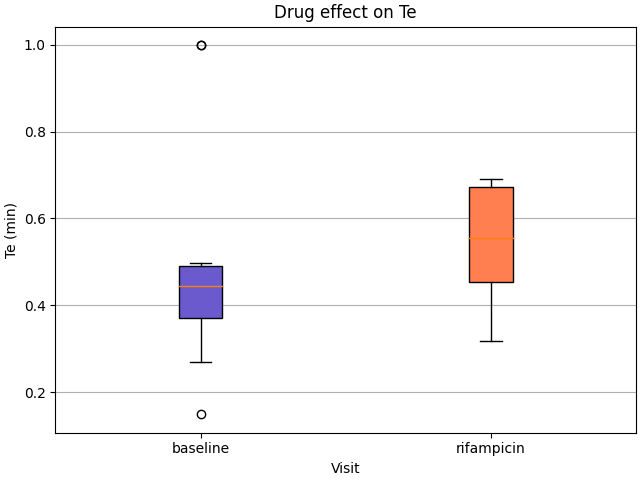 Drug effect on Te
1.0
0.8
0.6
0.4
0.2
Te (min)
baseline
rifampicin
Visit